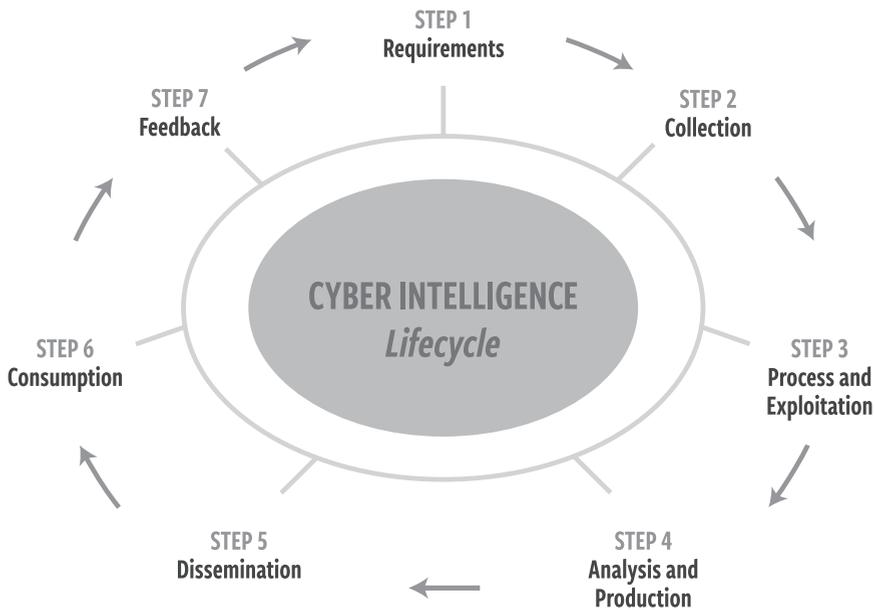 STEP 1
Requirements
STEP 2
Collection
STEP 3
Process and
Exploitation
STEP 4
Analysis and
Production
STEP 5
Dissemination
STEP 6
Consumption
STEP 7
Feedback
CYBER INTELLIGENCE
Lifecycle